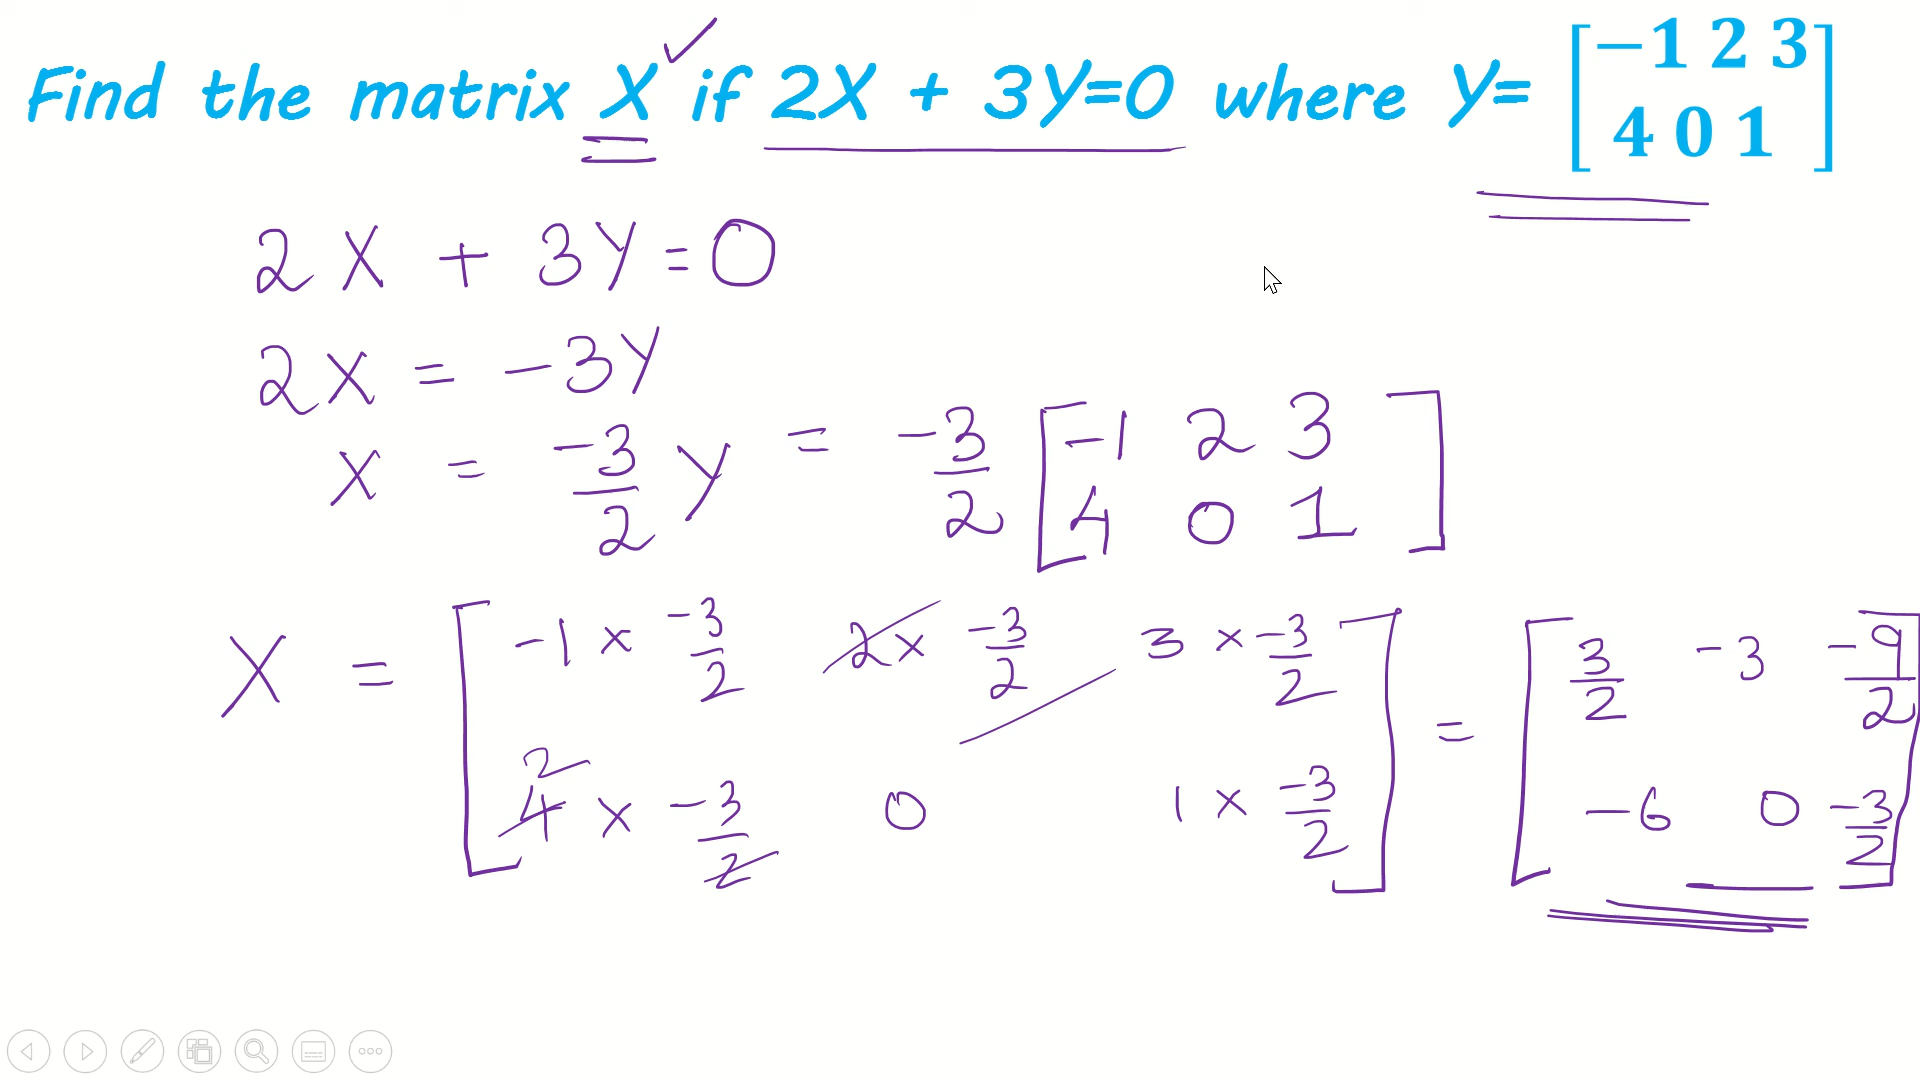 Find the matrix X if 2X + 3Y=0 where Y= [−1 2 3
4 0 1]
2X + 3Y = 0
2X = -3Y
X = -3/2 Y = -3/2 [-1 2 3
4 0 1]
X = [-1 × -3/2 2 × -3/2 3 × -3/2 ] = [3/2 -3 -9/2
2
4 × -3/2 0 1 × -3/2 -6 0 -3/2]